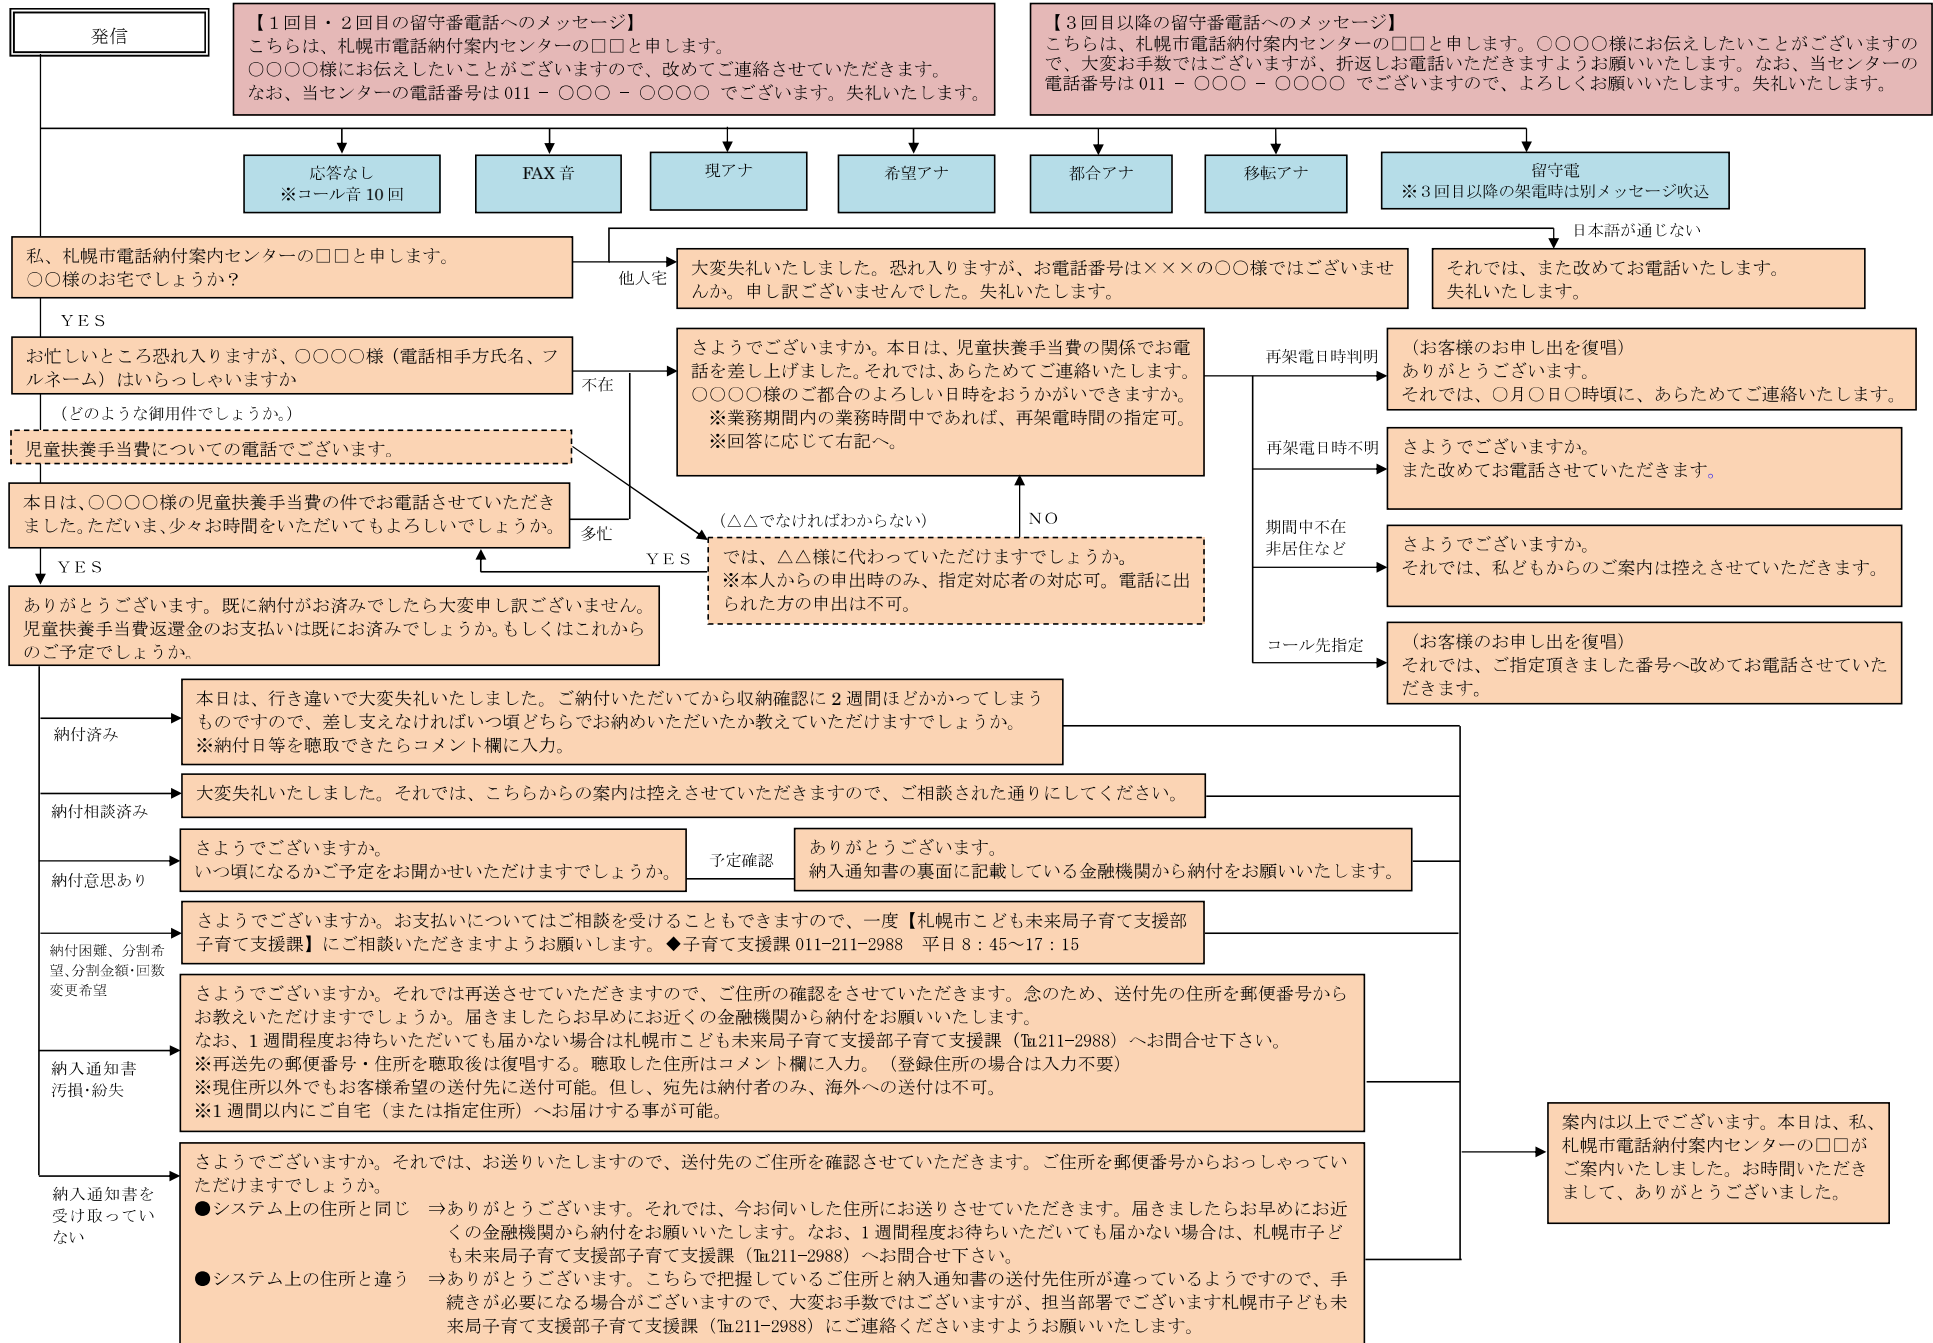 発信
【１回目・２回目の留守番電話へのメッセージ】
こちらは、札幌市電話納付案内センターの□□と申します。
〇〇〇〇様にお伝えしたいことがございますので、改めてご連絡させていただきます。
なお、当センターの電話番号は 011 － 〇〇〇 － 〇〇〇〇 でございます。失礼いたします。
【３回目以降の留守番電話へのメッセージ】
こちらは、札幌市電話納付案内センターの□□と申します。〇〇〇〇様にお伝えしたいことがございますの
で、大変お手数ではございますが、折返しお電話いただきますようお願いいたします。なお、当センターの
電話番号は 011 － 〇〇〇 － 〇〇〇〇 でございますので、よろしくお願いいたします。失礼いたします。
応答なし
※コール音 10 回
FAX 音
現アナ
希望アナ
都合アナ
移転アナ
留守電
※３回目以降の架電時は別メッセージ吹込
私、札幌市電話納付案内センターの□□と申します。
〇〇様のお宅でしょうか？
他人宅
大変失礼いたしました。恐れ入りますが、お電話番号は×××の〇〇様ではございませ
んか。申し訳ございませんでした。失礼いたします。
日本語が通じない
それでは、また改めてお電話いたします。
失礼いたします。
ＹＥＳ
お忙しいところ恐れ入りますが、〇〇〇〇様（電話相手方氏名、フ
ルネーム）はいらっしゃいますか
不在
さようでございますか。本日は、児童扶養手当費の関係でお電
話を差し上げました。それでは、あらためてご連絡いたします。
〇〇〇〇様のご都合のよろしい日時をおうかがいできますか。
※業務期間内の業務時間中であれば、再架電時間の指定可。
※回答に応じて右記へ。
再架電日時判明
（お客様のお申し出を復唱）
ありがとうございます。
それでは、〇月〇日〇時頃に、あらためてご連絡いたします。
（どのような御用件でしょうか。）
児童扶養手当費についての電話でございます。
再架電日時不明
さようでございますか。
また改めてお電話させていただきます。
本日は、〇〇〇〇様の児童扶養手当費の件でお電話させていただき
ました。ただいま、少々お時間をいただいてもよろしいでしょうか。
多忙
（△△でなければわからない）
ＮＯ
ＹＥＳ
では、△△様に代わっていただけますでしょうか。
※本人からの申出時のみ、指定対応者の対応可。電話に出
られた方の申出は不可。
期間中不在
非居住など
さようでございますか。
それでは、私どもからのご案内は控えさせていただきます。
コール先指定
（お客様のお申し出を復唱）
それでは、ご指定頂きました番号へ改めてお電話させていた
だきます。
ＹＥＳ
ありがとうございます。既に納付がお済みでしたら大変申し訳ございません。
児童扶養手当費返還金のお支払いは既にお済みでしょうか。もしくはこれから
のご予定でしょうか。
納付済み
本日は、行き違いで大変失礼いたしました。ご納付いただいてから収納確認に 2 週間ほどかかってしまう
ものですので、差し支えなければいつ頃どちらでお納めいただいたか教えていただけますでしょうか。
※納付日等を聴取できたらコメント欄に入力。
納付相談済み
大変失礼いたしました。それでは、こちらからの案内は控えさせていただきますので、ご相談された通りにしてください。
納付意思あり
さようでございますか。
いつ頃になるかご予定をお聞かせいただけますでしょうか。
予定確認
ありがとうございます。
納入通知書の裏面に記載している金融機関から納付をお願いいたします。
納付困難、分割希
望、分割金額・回数
変更希望
さようでございますか。お支払いについてはご相談を受けることもできますので、一度【札幌市こども未来局子育て支援部
子育て支援課】にご相談いただきますようお願いします。◆子育て支援課 011−211−2988　平日 8：45～17：15
納入通知書
汚損・紛失
さようでございますか。それでは再送させていただきますので、ご住所の確認をさせていただきます。念のため、送付先の住所を郵便番号から
お教えいただけますでしょうか。届きましたらお早めにお近くの金融機関から納付をお願いいたします。
なお、1 週間程度お待ちいただいても届かない場合は札幌市こども未来局子育て支援部子育て支援課（℡211−2988）へお問合せ下さい。
※再送先の郵便番号・住所を聴取後は復唱する。聴取した住所はコメント欄に入力。（登録住所の場合は入力不要）
※現住所以外でもお客様希望の送付先に送付可能。但し、宛先は納付者のみ、海外への送付は不可。
※1 週間以内にご自宅（または指定住所）へお届けする事が可能。
納入通知書を
受け取ってい
ない
さようでございますか。それでは、お送りいたしますので、送付先のご住所を確認させていただきます。ご住所を郵便番号からおっしゃってい
ただけますでしょうか。
●システム上の住所と同じ　⇒ありがとうございます。それでは、今お伺いした住所にお送りさせていただきます。届きましたらお早めにお近
くの金融機関から納付をお願いいたします。なお、1 週間程度お待ちいただいても届かない場合は、札幌市子ど
も未来局子育て支援部子育て支援課（℡211−2988）へお問合せ下さい。
●システム上の住所と違う　⇒ありがとうございます。こちらで把握しているご住所と納入通知書の送付先住所が違っているようですので、手
続きが必要になる場合がございますので、大変お手数ではございますが、担当部署でございます札幌市子ども未
来局子育て支援部子育て支援課（℡211−2988）にご連絡くださいますようお願いいたします。
案内は以上でございます。本日は、私、
札幌市電話納付案内センターの□□が
ご案内いたしました。お時間いただき
まして、ありがとうございました。